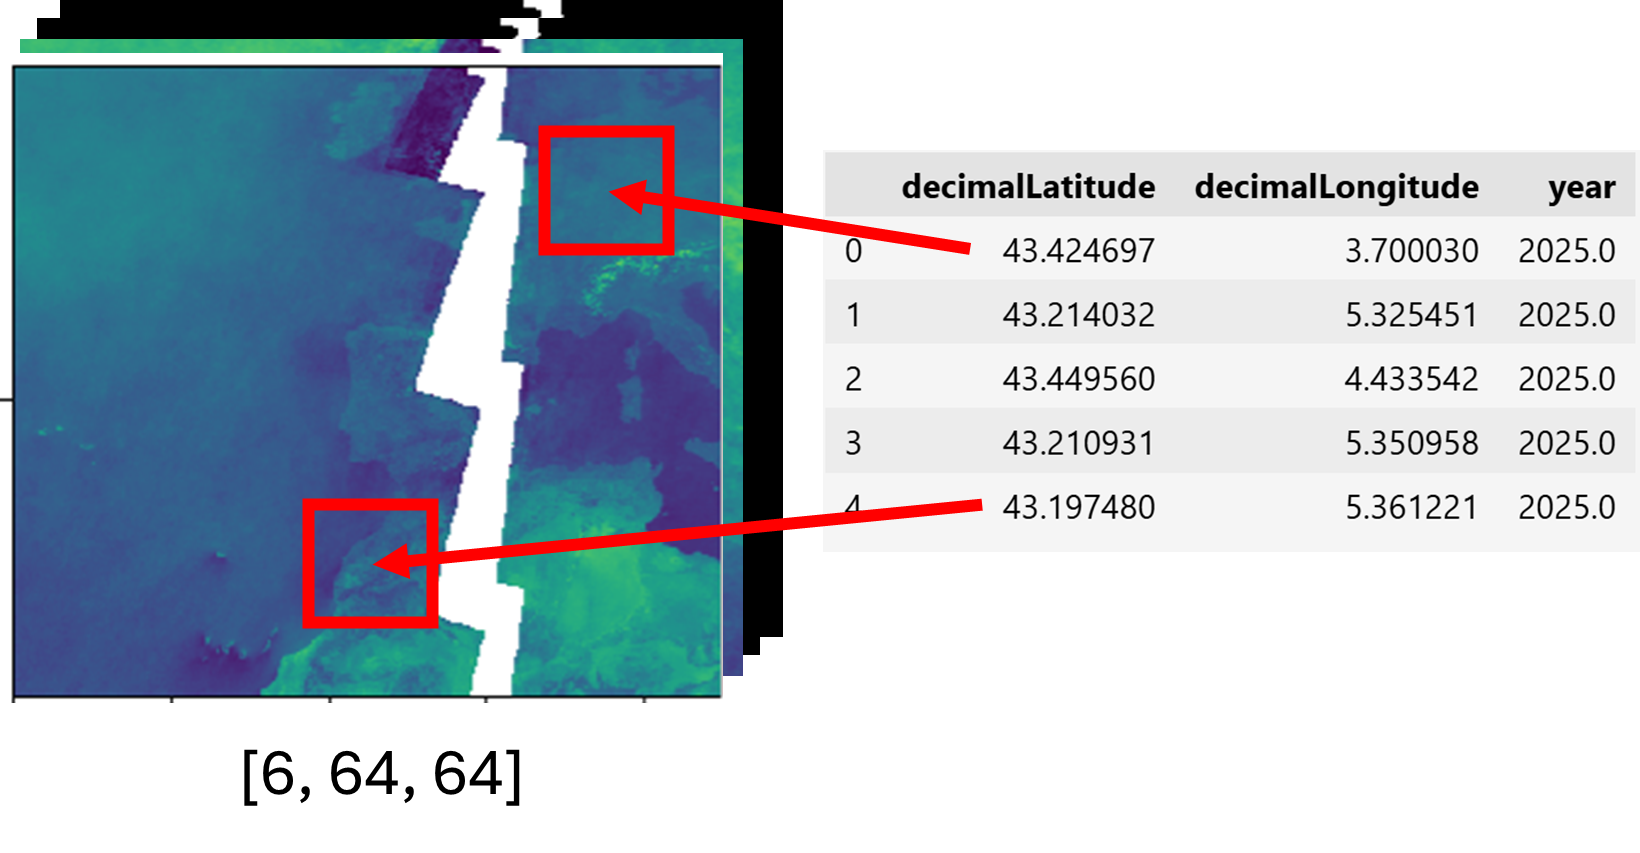 decimalLatitude decimalLongitude year
0 43.424697 3.700030 2025.0
1 43.214032 5.325451 2025.0
2 43.449560 4.433542 2025.0
3 43.210931 5.350958 2025.0
4 43.197480 5.361221 2025.0
[6, 64, 64]